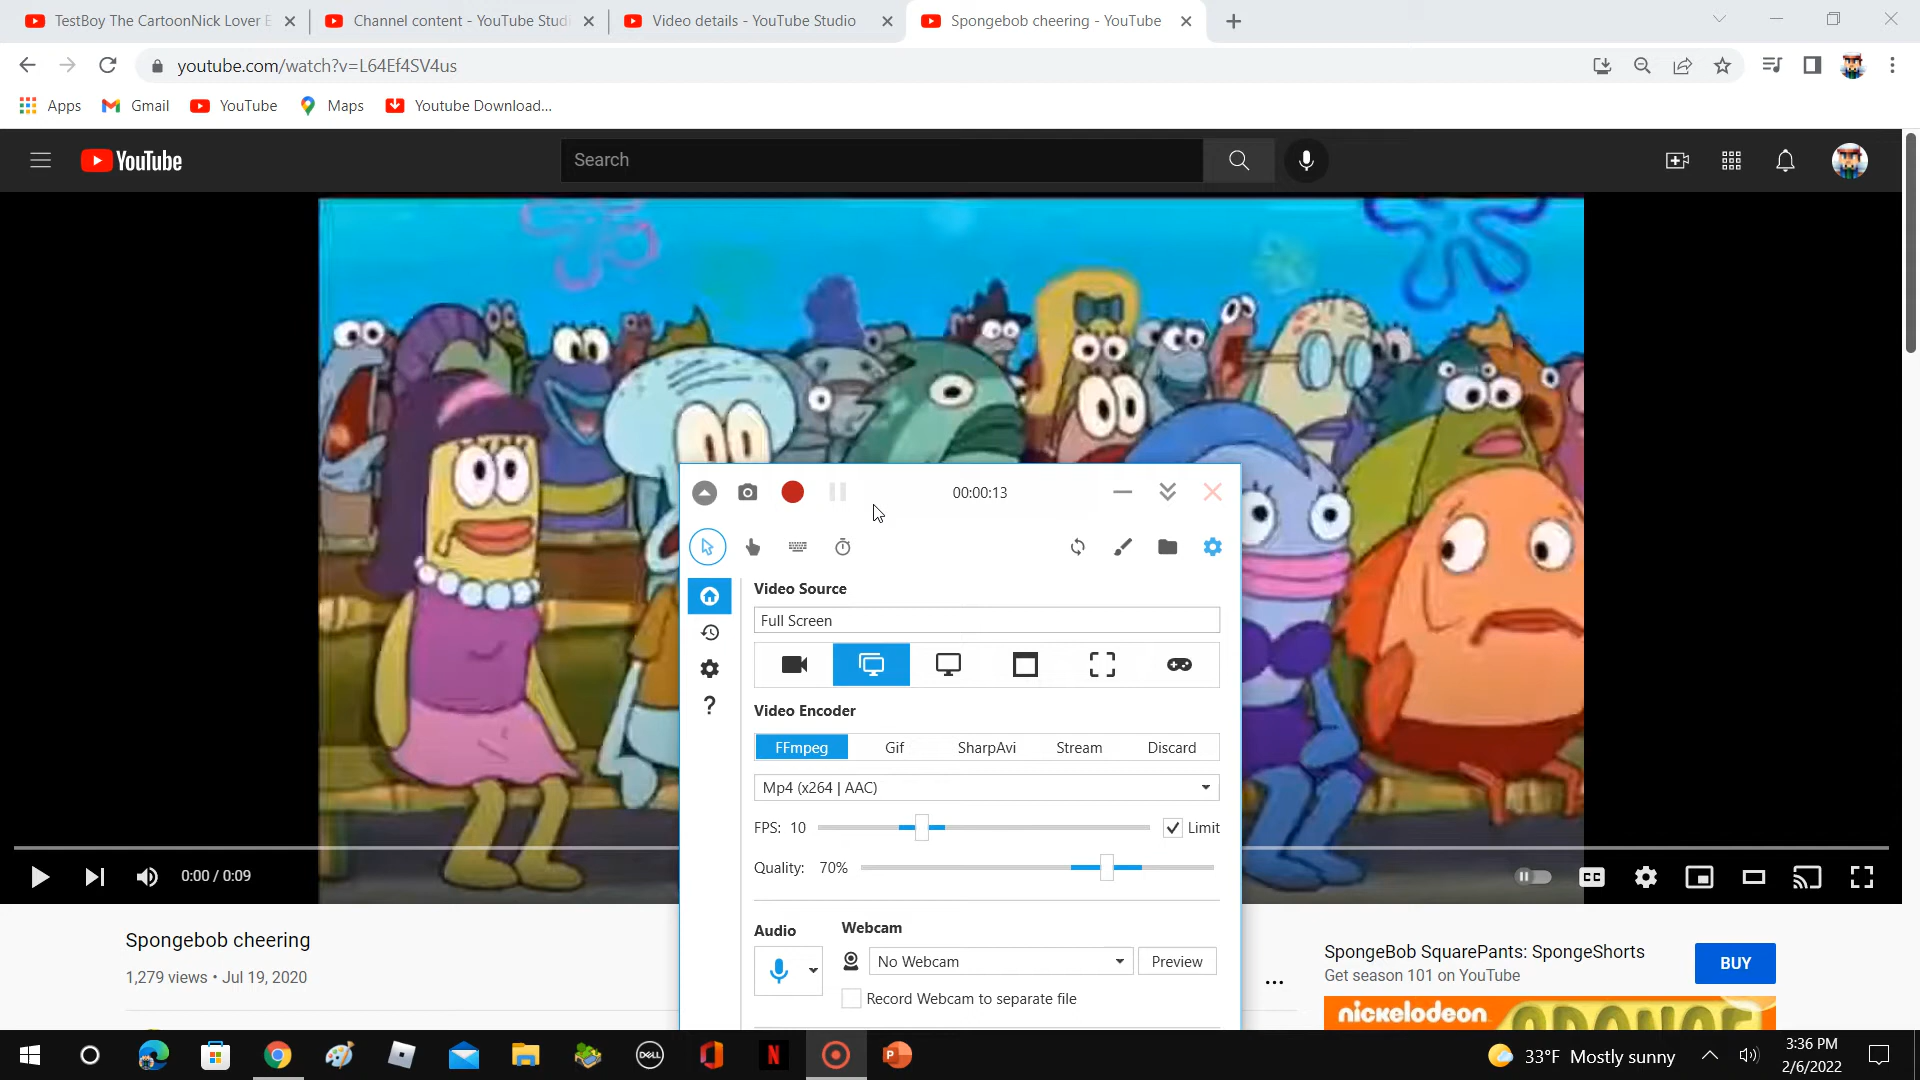 TestBoy The CartoonNick Lover E
Channel content - YouTube Studi
Video details - YouTube Studio
Spongebob cheering - YouTube
youtube.com/watch?v=L64Ef4SV4us
Apps
Gmail
YouTube
Maps
Youtube Download...
YouTube
Search
00:00:13
Video Source
Full Screen
?
Video Encoder
FFmpeg
Gif
SharpAvi
Stream
Discard
Mp4 (x264 | AAC)
FPS: 10
Limit
Quality: 70%
0:00 / 0:09
CC
Audio
Webcam
No Webcam
Preview
Record Webcam to separate file
Spongebob cheering
1,279 views • Jul 19, 2020
...
SpongeBob SquarePants: SpongeShorts
Get season 101 on YouTube
BUY
nickelodeon
SPONGE
DELL
N
P
33°F Mostly sunny
3:36 PM
2/6/2022